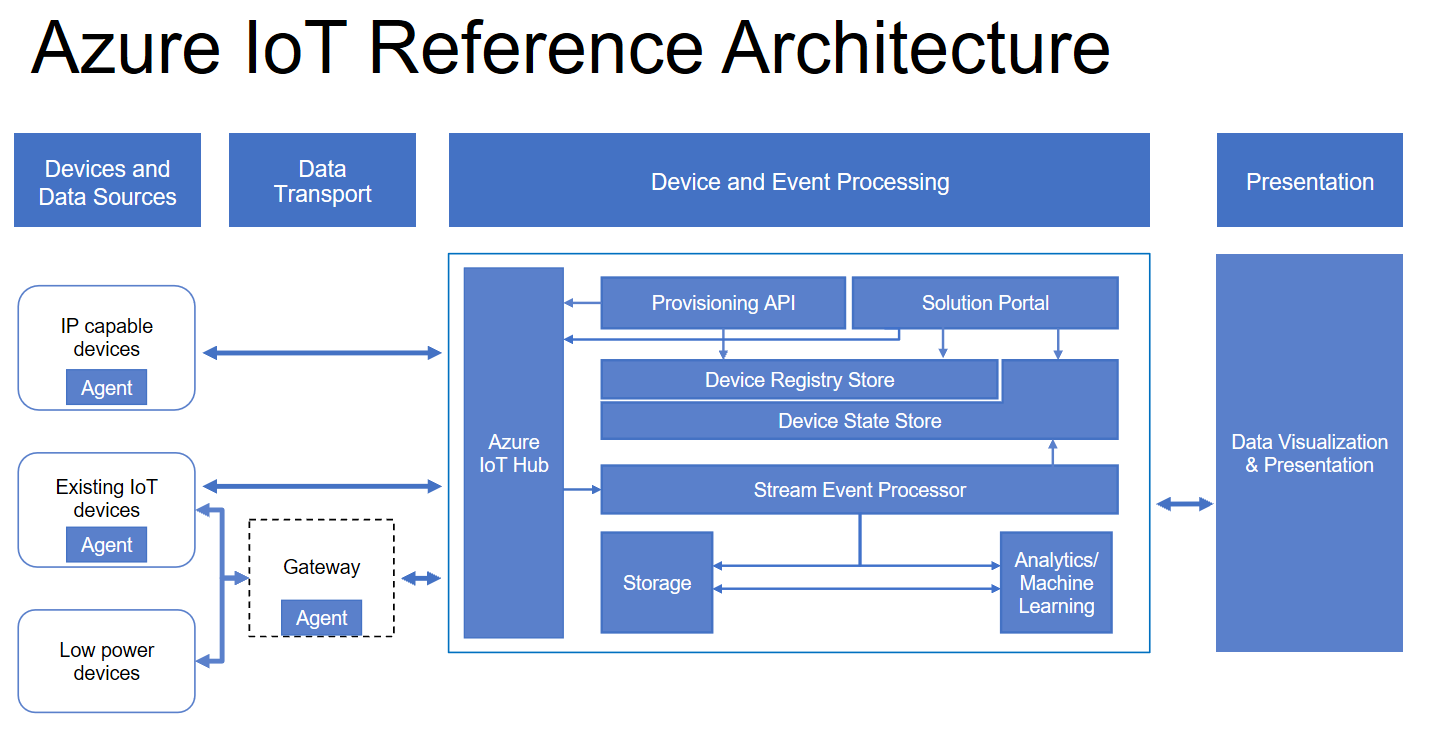 Azure IoT Reference Architecture
Devices and
Data Sources
Data
Transport
Device and Event Processing
Presentation
IP capable
devices
Agent
Existing IoT
devices
Agent
Low power
devices
Gateway
Agent
Azure
IoT Hub
Provisioning API
Solution Portal
Device Registry Store
Device State Store
Stream Event Processor
Storage
Analytics/
Machine
Learning
Data Visualization
& Presentation